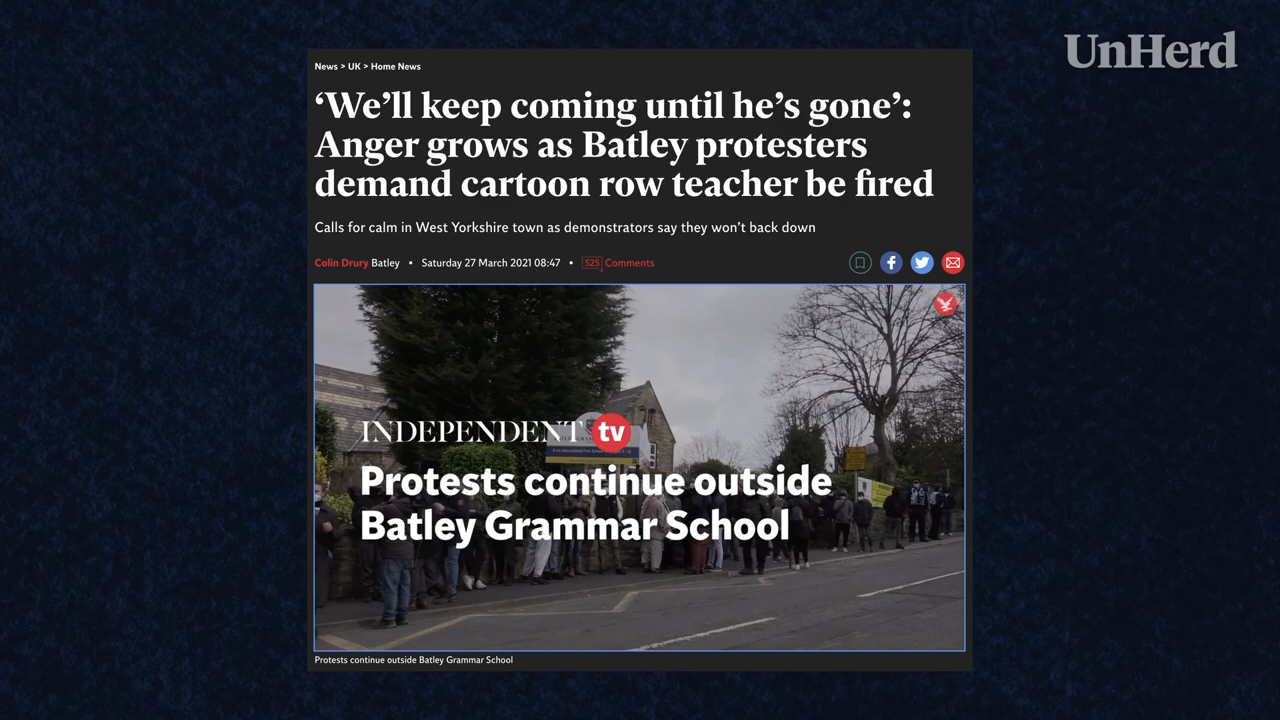 UnHerd
News > UK > Home News
‘We’ll keep coming until he’s gone’:
Anger grows as Batley protesters
demand cartoon row teacher be fired
Calls for calm in West Yorkshire town as demonstrators say they won’t back down
Colin Drury Batley • Saturday 27 March 2021 08:47 • 525 Comments
INDEPENDENT tv
Protests continue outside
Batley Grammar School
Protests continue outside Batley Grammar School